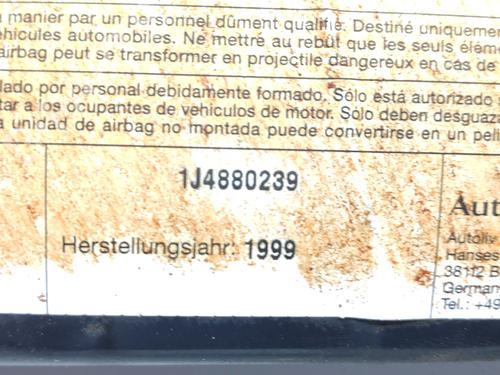 manier par un personnel dûment qualifié. Destiné uniquemen
véhicules automobiles. Ne mettre au rebut que les seuls élém
airbag peut se transformer en projectile dangereux en cas de
lado por personal debidamente formado. Sólo está autorizado
tar a los ocupantes de vehiculos de motor. Sólo deben desguaza
a unidad de airbag no montada puede convertirse en un peli
1J4880239
Herstellungsjahr: 1999
Auto
Autoliv
Hanses
38112 B
German
Tel.: +49